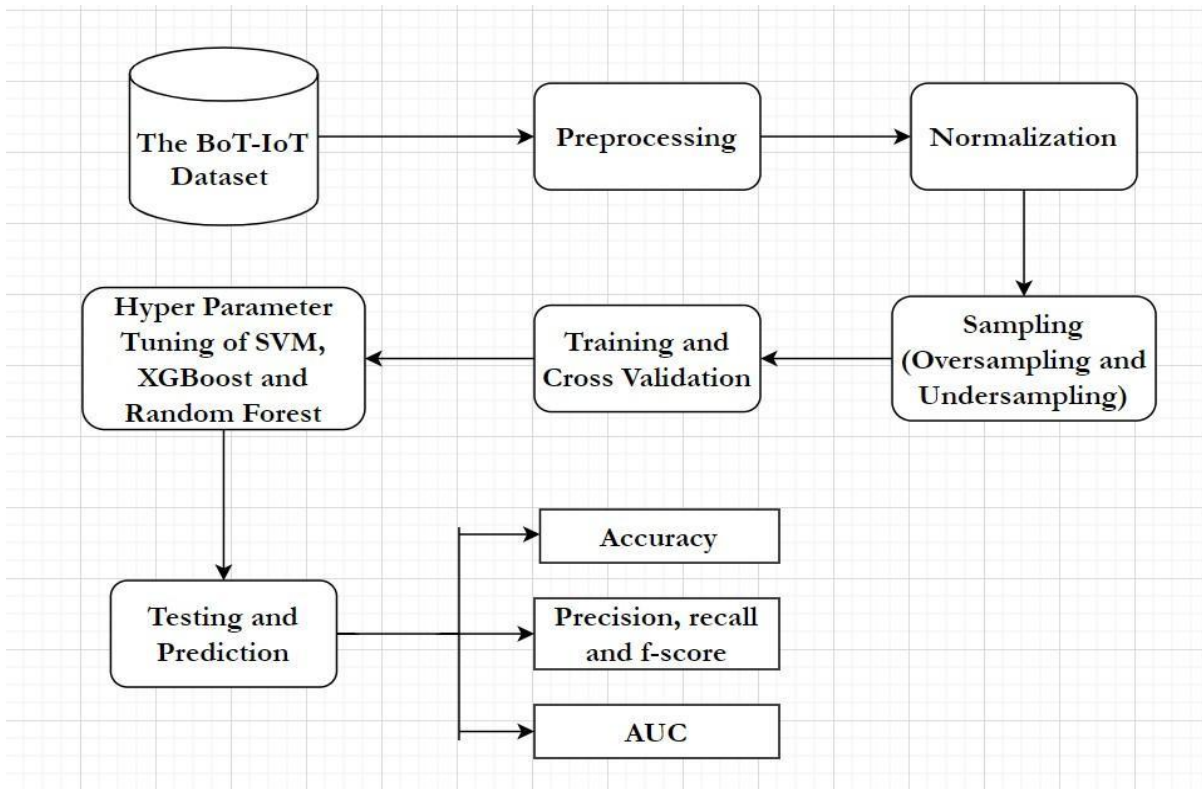 The BoT-IoT
Dataset
Preprocessing
Normalization
Hyper Parameter
Tuning of SVM,
XGBoost and
Random Forest
Training and
Cross Validation
Sampling
(Oversampling and
Undersampling)
Testing and
Prediction
Accuracy
Precision, recall
and f-score
AUC